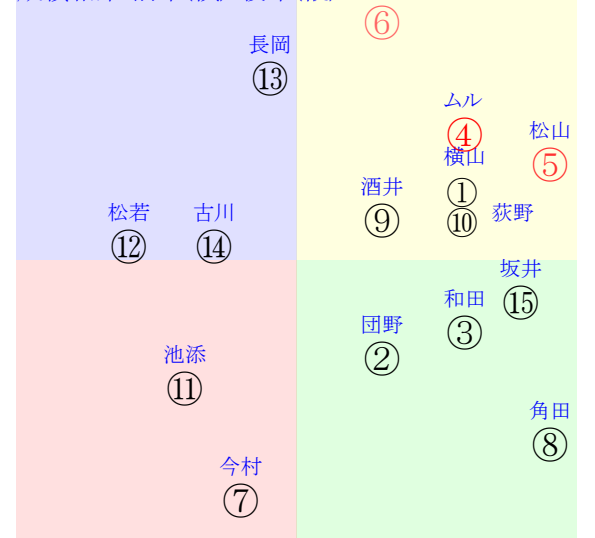 ⑥
長岡
⑬
ムル
④
松山
⑤
横山
①
酒井
⑨
⑩
荻野
松若
⑫
古川
⑭
坂井
⑮
和田
③
団野
②
池添
⑪
角田
⑧
今村
⑦